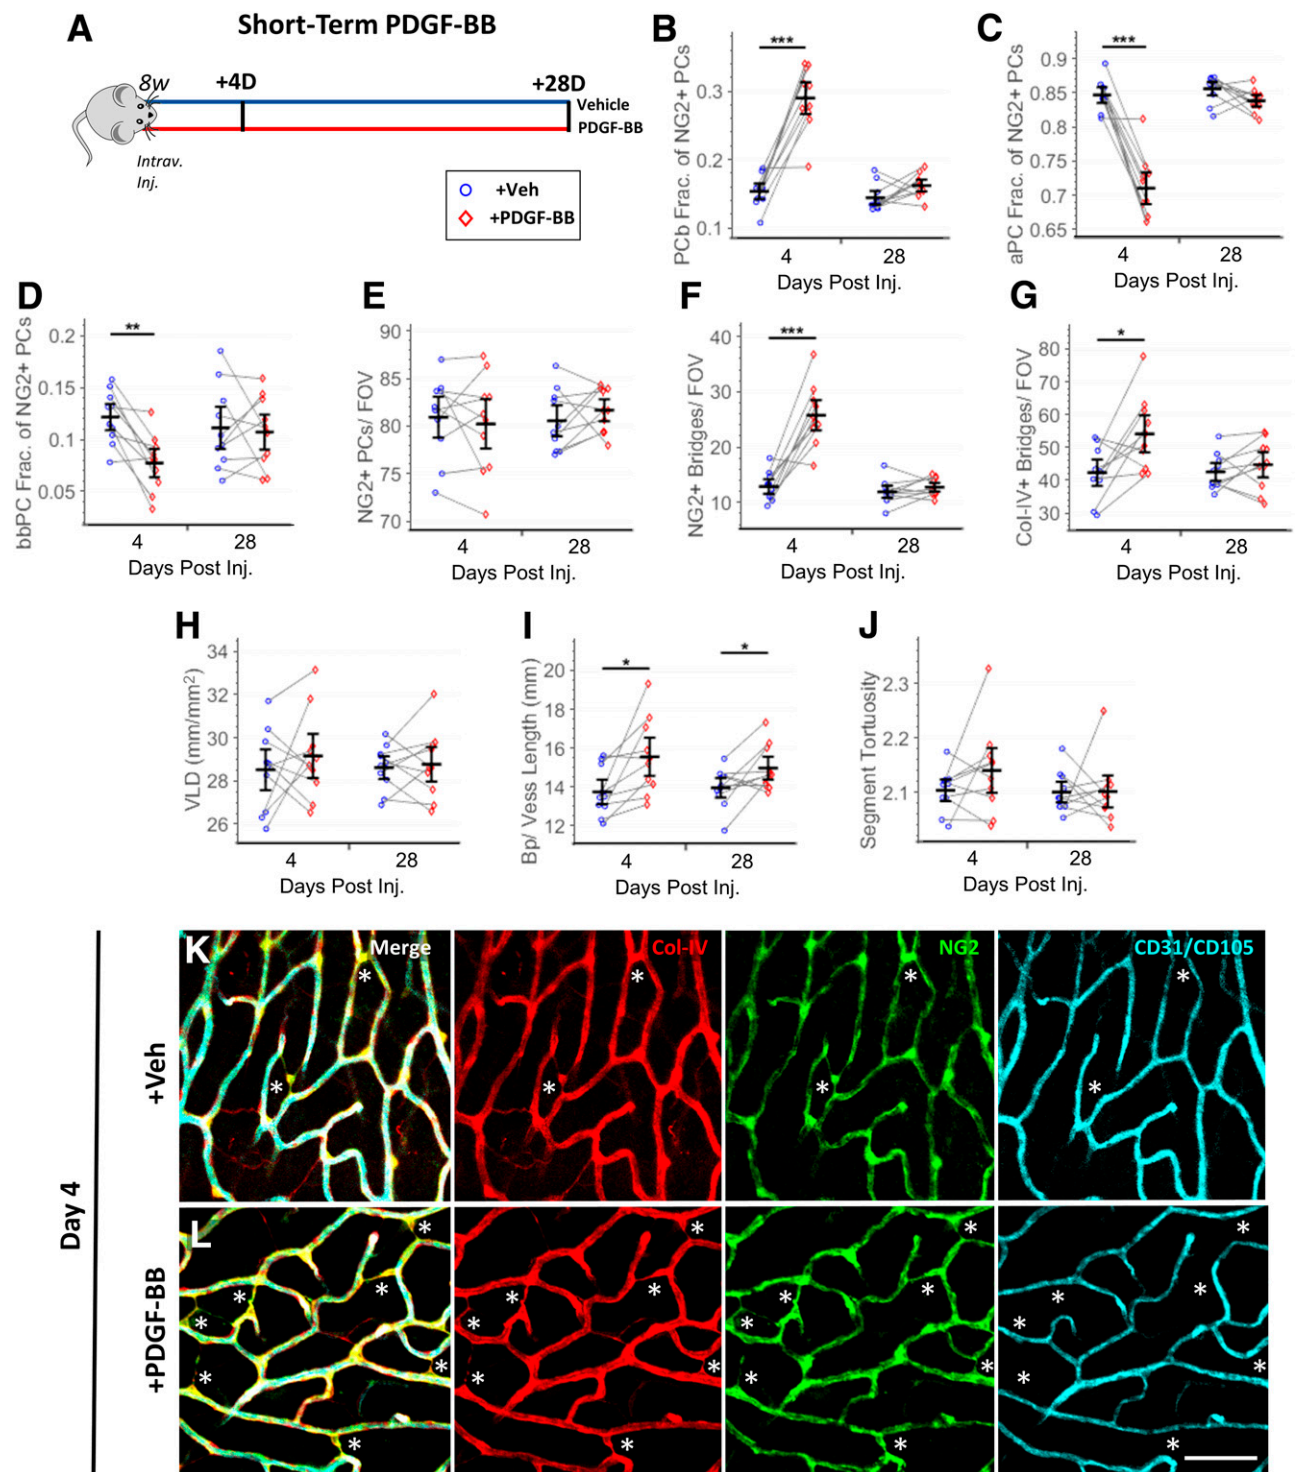 A
Short-Term PDGF-BB
8w
+4D
+28D
Vehicle
PDGF-BB
Intrav.
Inj.
+Veh
+PDGF-BB
B
PCb Frac. of NG2+ PCs
***
0.3
0.2
0.1
4
28
Days Post Inj.
C
aPC Frac. of NG2+ PCs
***
0.9
0.85
0.8
0.75
0.7
0.65
4
28
Days Post Inj.
D
bbPC Frac. of NG2+ PCs
**
0.2
0.15
0.1
0.05
4
28
Days Post Inj.
E
NG2+ PCs/ FOV
90
85
80
75
70
4
28
Days Post Inj.
F
NG2+ Bridges/ FOV
***
40
30
20
10
4
28
Days Post Inj.
G
Col-IV+ Bridges/ FOV
*
80
70
60
50
40
30
4
28
Days Post Inj.
H
VLD (mm/mm²)
34
32
30
28
26
4
28
Days Post Inj.
I
Bp/ Vess Length (mm)
*
*
20
18
16
14
12
4
28
Days Post Inj.
J
Segment Tortuosity
2.3
2.2
2.1
4
28
Days Post Inj.
Day 4
+Veh
K
Merge
Col-IV
NG2
CD31/CD105
* * * *
* * * *
+PDGF-BB
L
* * * *
* * * *
* * * *
* * * *
* * * *
* * * *
* * * *